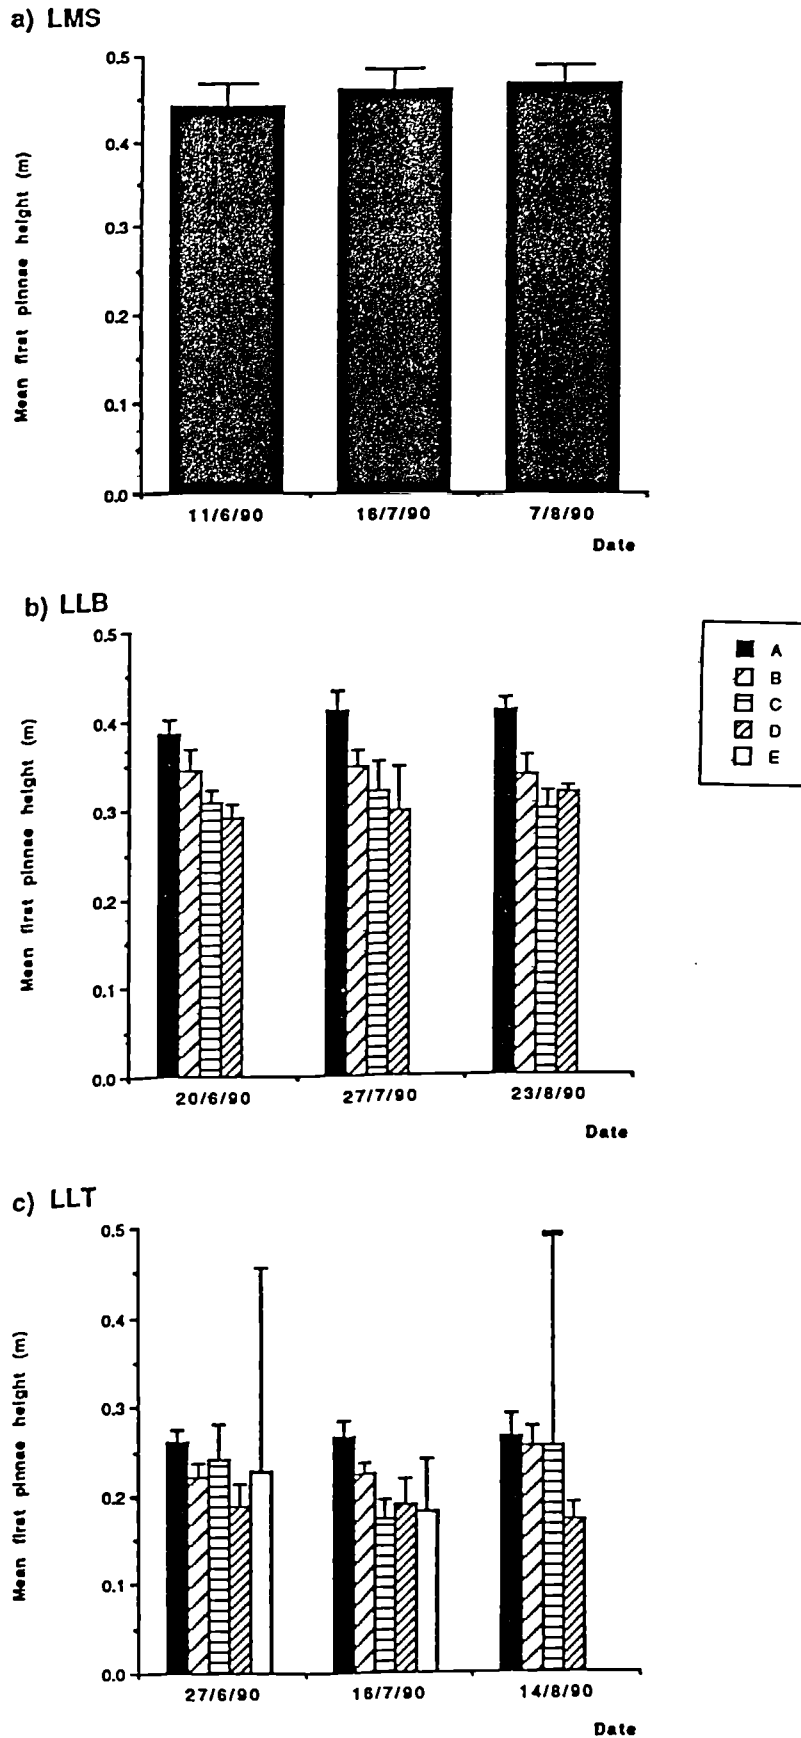 a) LMS
Mean first pinnae height (m)
0.5
0.4
0.3
0.2
0.1
0.0
11/6/90
16/7/90
7/8/90
Date
b) LLB
Mean first pinnae height (m)
0.5
0.4
0.3
0.2
0.1
0.0
20/6/90
27/7/90
23/8/90
Date
A
B
C
D
E
c) LLT
Mean first pinnae height (m)
0.5
0.4
0.3
0.2
0.1
0.0
27/6/90
16/7/90
14/8/90
Date